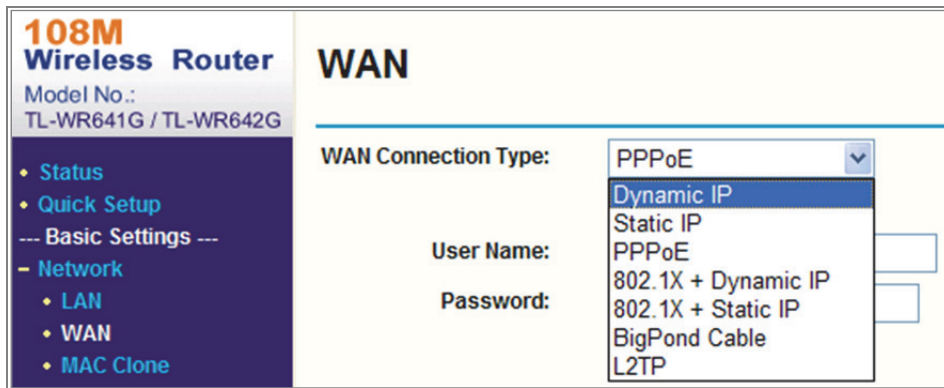 108M
Wireless Router
Model No.:
TL-WR641G / TL-WR642G
• Status
• Quick Setup
--- Basic Settings ---
– Network
• LAN
• WAN
• MAC Clone
WAN
WAN Connection Type:
PPPoE
Dynamic IP
Static IP
PPPoE
802.1X + Dynamic IP
802.1X + Static IP
BigPond Cable
L2TP
User Name:
Password: